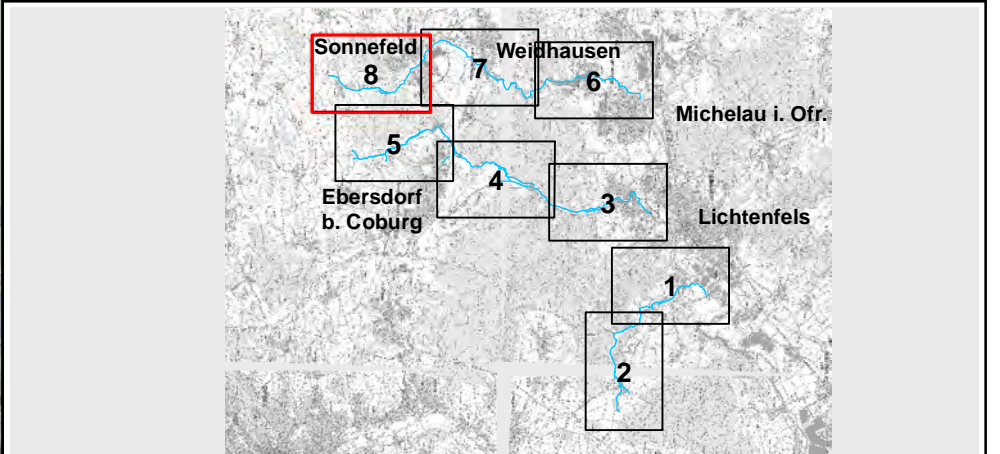 Sonnefeld
8
7
Weidhausen
6
Michelau i. Ofr.
5
4
Ebersdorf
b. Coburg
3
Lichtenfels
1
2